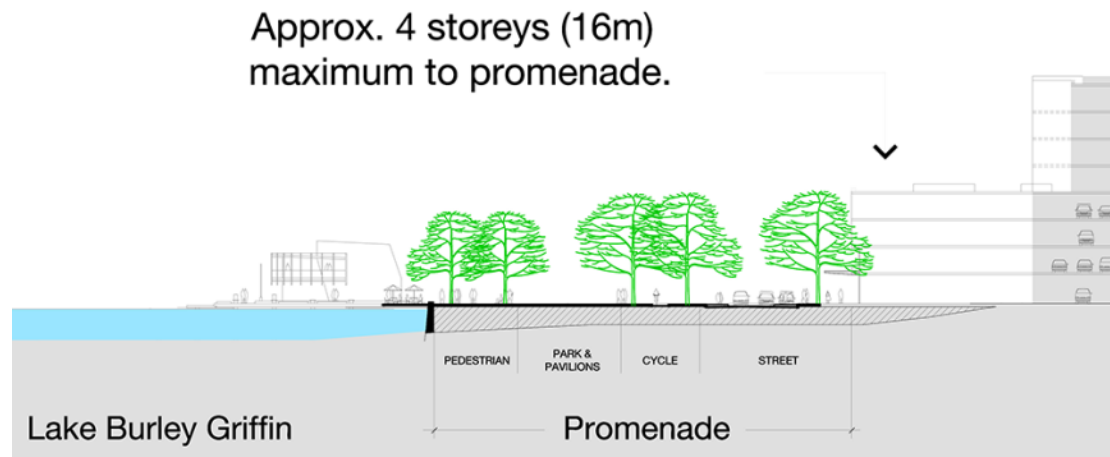 Approx. 4 storeys (16m)
maximum to promenade.
PEDESTRIAN
PARK &
PAVILIONS
CYCLE
STREET
Lake Burley Griffin
Promenade